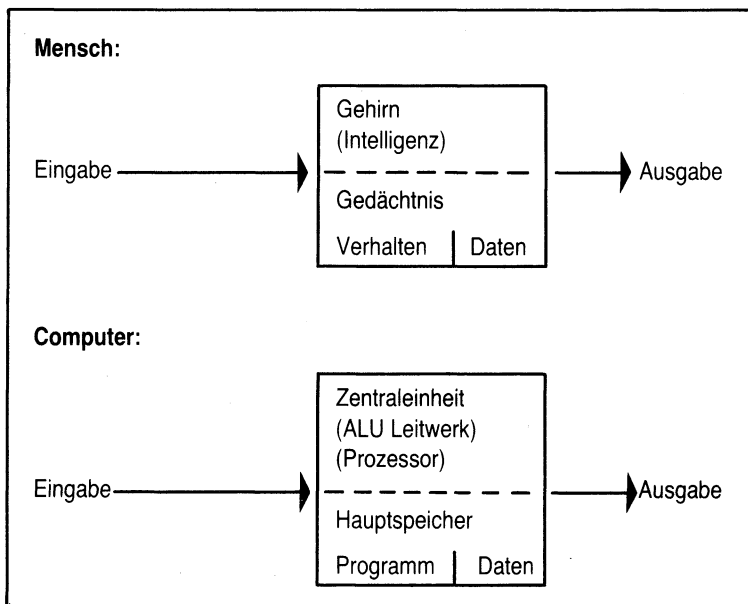 Mensch:
Gehirn
(Intelligenz)
Eingabe
Ausgabe
Gedächtnis
Verhalten
Daten
Computer:
Zentraleinheit
(ALU Leitwerk)
(Prozessor)
Eingabe
Ausgabe
Hauptspeicher
Programm
Daten